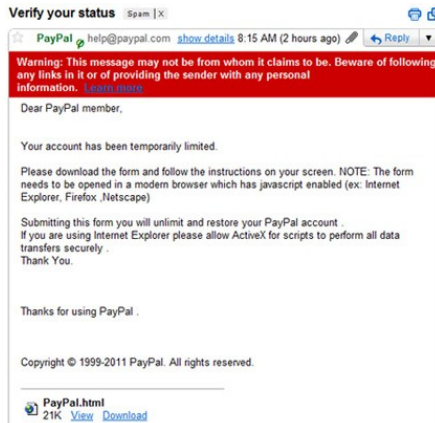 Verify your status Spam | X
PayPal help@paypal.com show details 8:15 AM (2 hours ago) Reply
Warning: This message may not be from whom it claims to be. Beware of following
any links in it or of providing the sender with any personal
information. Learn more
Dear PayPal member,
Your account has been temporarily limited.
Please download the form and follow the instructions on your screen. NOTE: The form
needs to be opened in a modern browser which has javascript enabled (ex: Internet
Explorer, Firefox ,Netscape)
Submitting this form you will unlimit and restore your PayPal account .
If you are using Internet Explorer please allow ActiveX for scripts to perform all data
transfers securely .
Thank You.
Thanks for using PayPal .
Copyright © 1999-2011 PayPal. All rights reserved.
PayPal.html
21K View Download